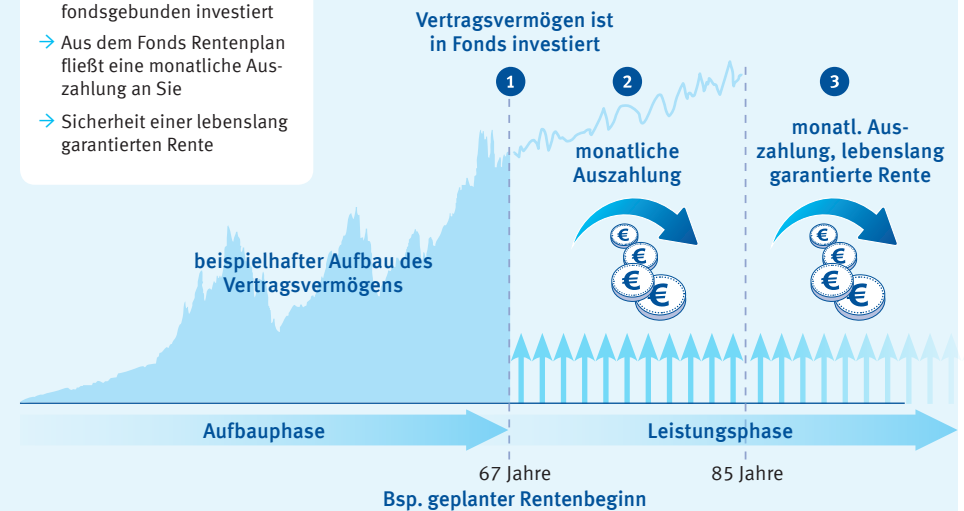 fondsgebunden investiert
→ Aus dem Fonds Rentenplan
fließt eine monatliche Aus-
zahlung an Sie
→ Sicherheit einer lebenslang
garantierten Rente
Vertragsvermögen ist
in Fonds investiert
1
2
3
monatliche
Auszahlung
monatl. Aus-
zahlung, lebenslang
garantierte Rente
€
€
€
€
€
€
€
€
beispielhafter Aufbau des
Vertragsvermögens
Aufbauphase
Leistungsphase
67 Jahre
85 Jahre
Bsp. geplanter Rentenbeginn